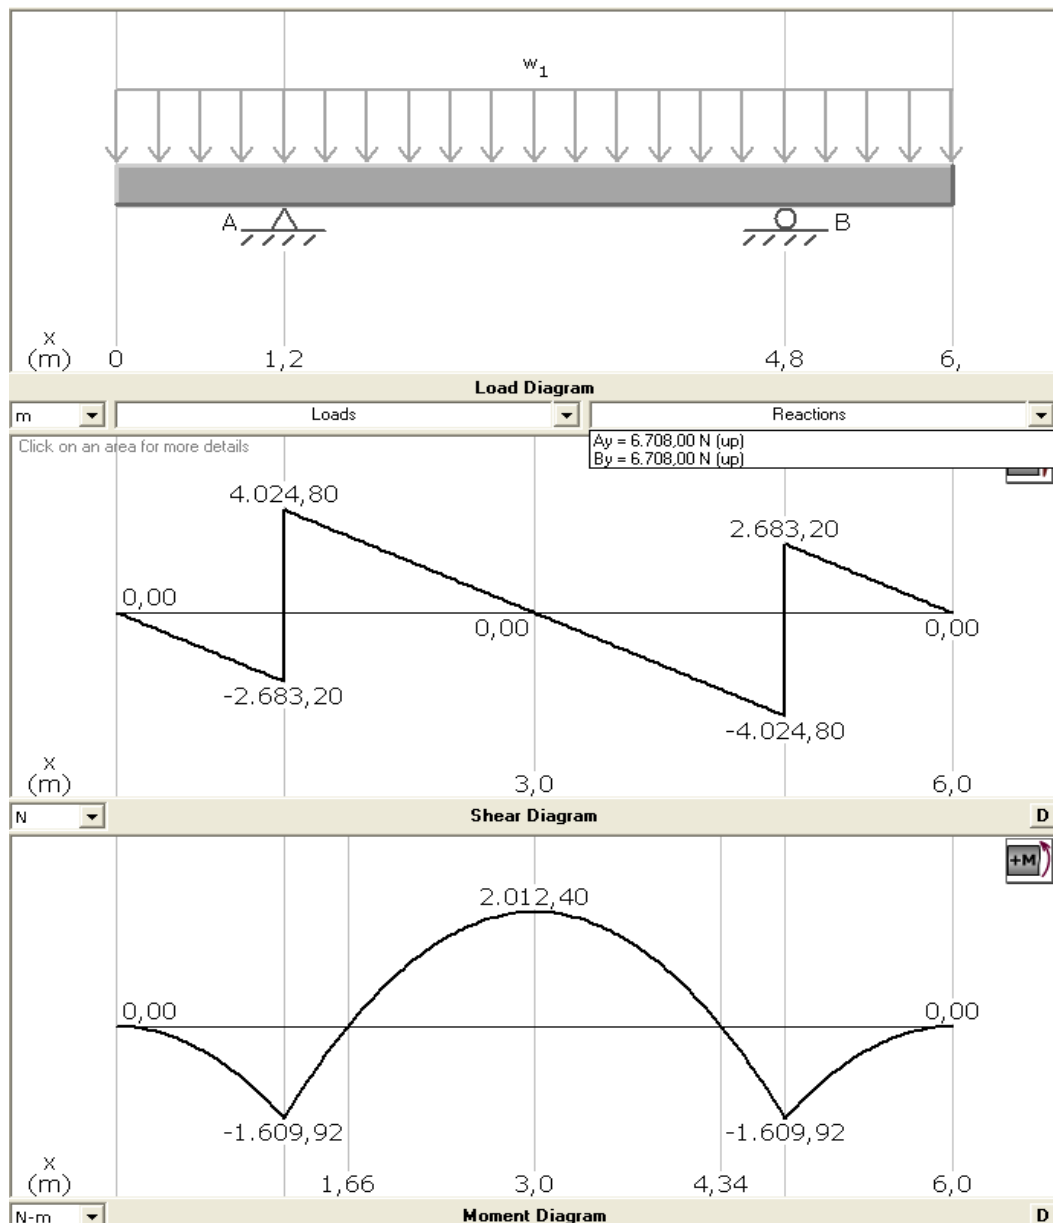 w1
A
B
x
(m) 0 1,2 4,8 6,
Load Diagram
m Loads Reactions
Click on an area for more details
Ay = 6.708,00 N (up)
By = 6.708,00 N (up)
4.024,80
2.683,20
0,00
0,00
0,00
-2.683,20
-4.024,80
x
(m) 3,0 6,0
N Shear Diagram D
+M
2.012,40
0,00
0,00
-1.609,92
-1.609,92
x
(m) 1,66 3,0 4,34 6,0
N-m Moment Diagram D